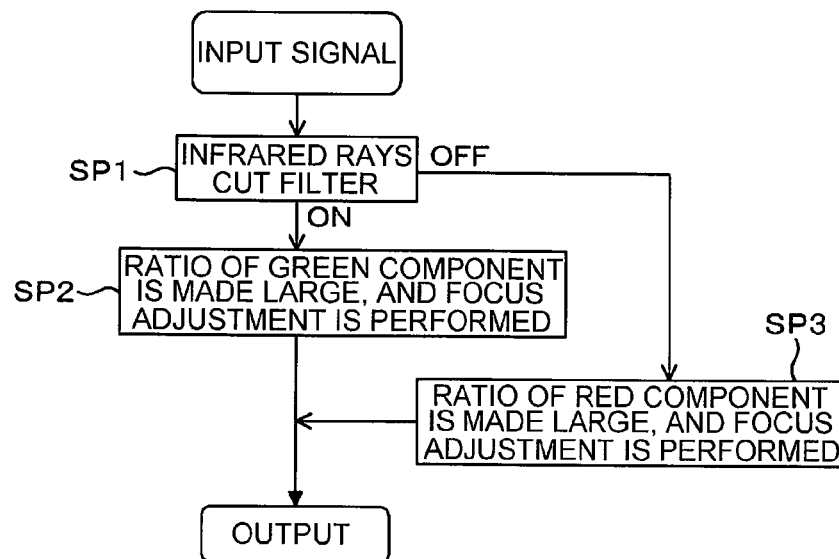 INPUT SIGNAL
SP1
INFRARED RAYS
CUT FILTER
OFF
ON
SP2
RATIO OF GREEN COMPONENT
IS MADE LARGE, AND FOCUS
ADJUSTMENT IS PERFORMED
SP3
RATIO OF RED COMPONENT
IS MADE LARGE, AND FOCUS
ADJUSTMENT IS PERFORMED
OUTPUT